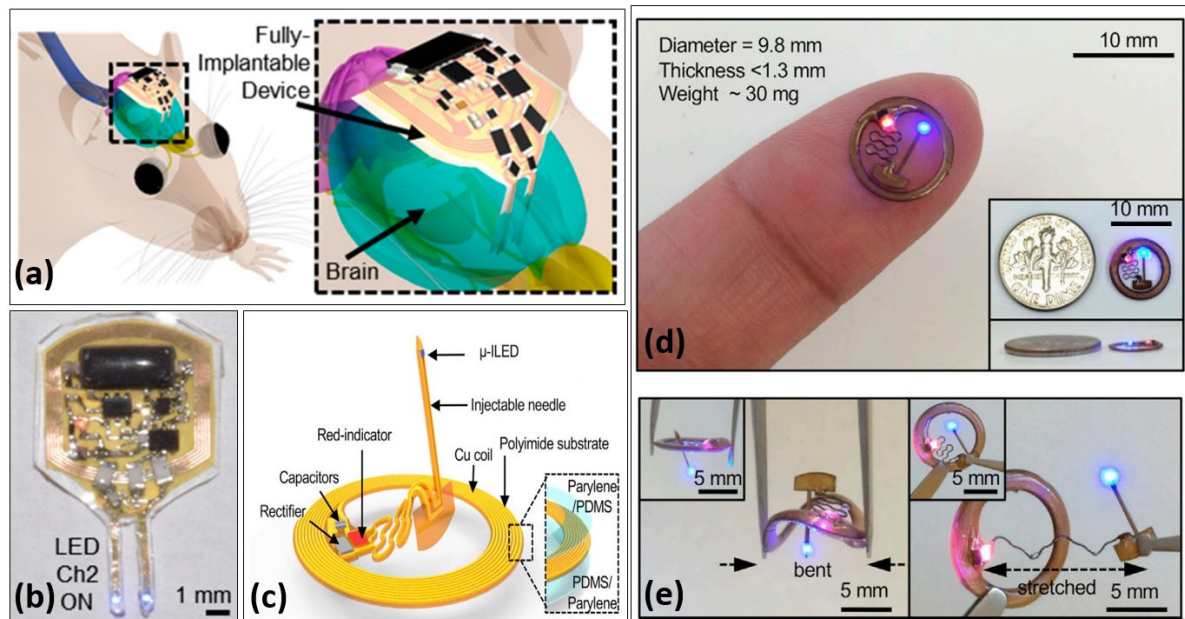 Fully-
Implantable
Device
Brain
(a)
LED
Ch2
ON
1 mm
(b)
μ-ILED
Injectable needle
Red-indicator
Polyimide substrate
Cu coil
Capacitors
Rectifier
Parylene
/PDMS
PDMS/
Parylene
(c)
Diameter = 9.8 mm
Thickness <1.3 mm
Weight ~ 30 mg
10 mm
10 mm
ONE DIME
(d)
5 mm
bent
5 mm
5 mm
stretched
5 mm
(e)